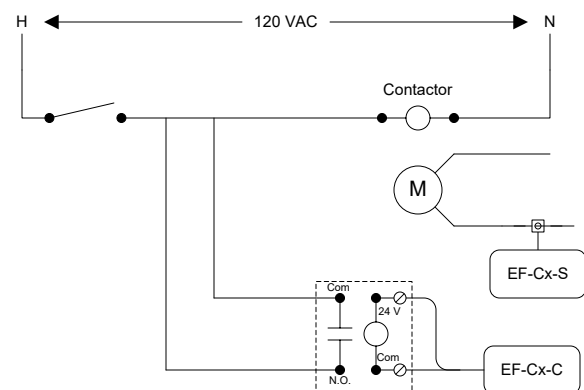 H 120 VAC N
Contactor
M
EF-Cx-S
Com
24 V
Com
N.O.
EF-Cx-C